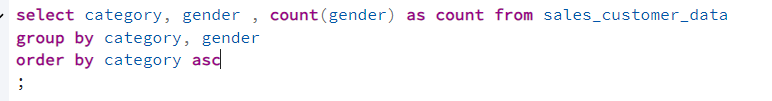 select category, gender , count(gender) as count from sales_customer_data
group by category, gender
order by category asc
;